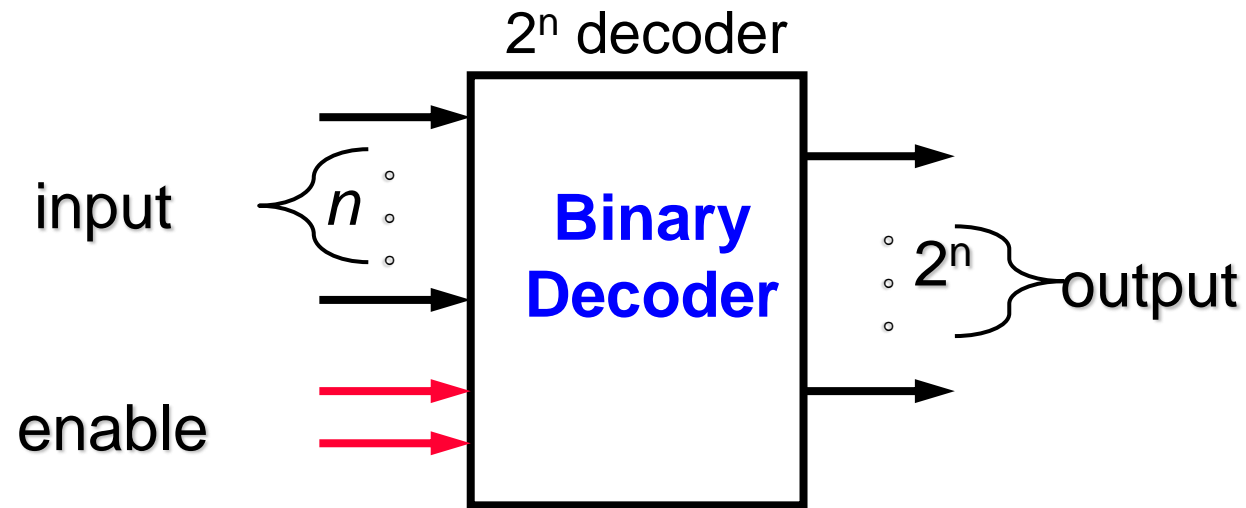 2ⁿ decoder
input
n
Binary
Decoder
2ⁿ
output
enable